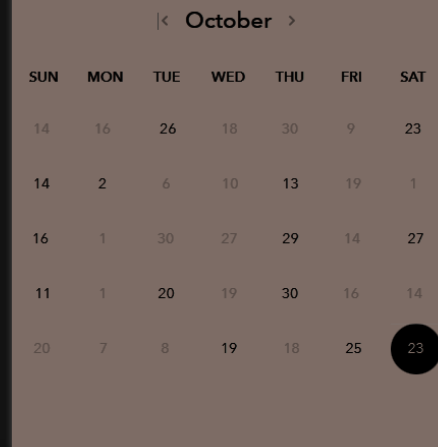 |< October >
SUN MON TUE WED THU FRI SAT
14 16 26 18 30 9 23
14 2 6 10 13 19 1
16 1 30 27 29 14 27
11 1 20 19 30 16 14
20 7 8 19 18 25 23